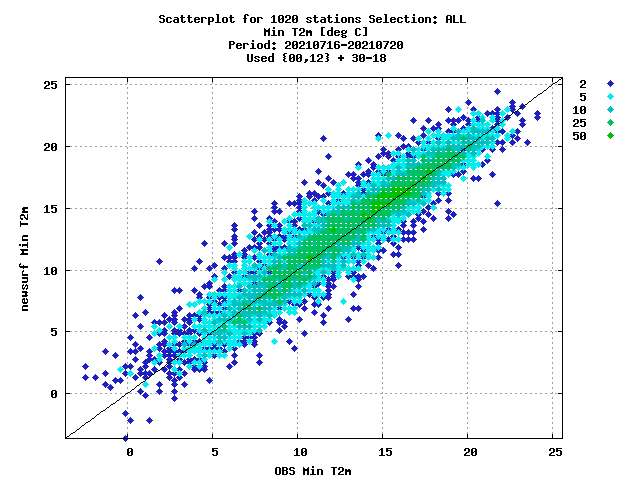 Scatterplot for 1020 stations Selection: ALL
Min T2m [deg C]
Period: 20210716-20210720
Used {00,12} + 30-18
2
5
10
25
50
25
20
15
10
5
0
newsurf Min T2m
0 5 10 15 20 25
OBS Min T2m